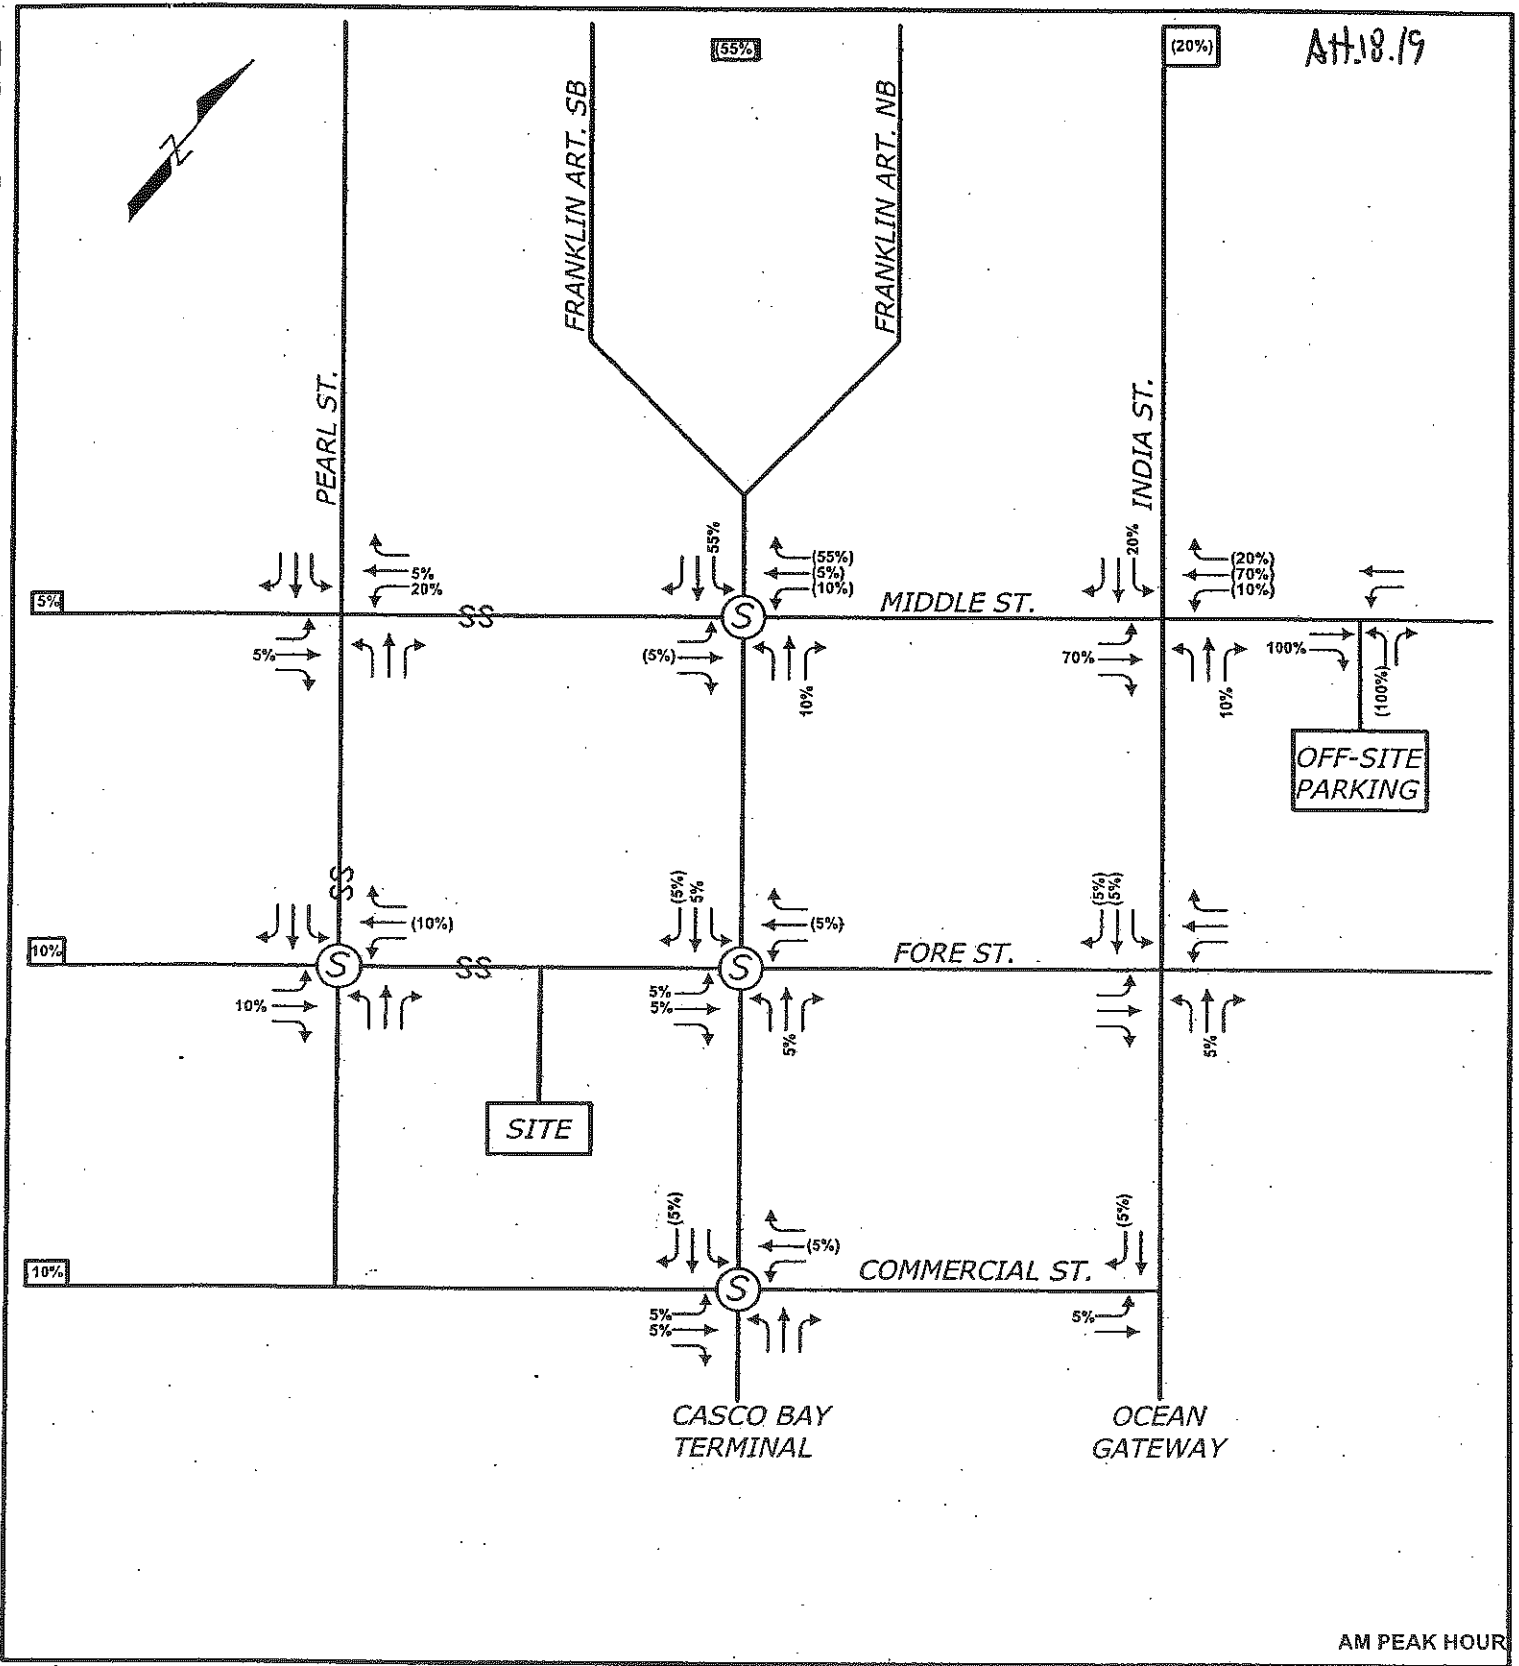 (55%)
(20%)
Att.18.19
N
FRANKLIN ART. SB
FRANKLIN ART. NB
PEARL ST.
INDIA ST.
5%
5%
20%
SS
55%
(55%)
(5%)
(10%)
S
MIDDLE ST.
20%
(20%)
(70%)
(10%)
5%
(5%)
10%
70%
10%
100%
(100%)
OFF-SITE
PARKING
SS
10%
(10%)
S
SS
(5%)
5%
(5%)
S
FORE ST.
(5%)
(5%)
10%
5%
5%
5%
5%
SITE
10%
(5%)
(5%)
S
COMMERCIAL ST.
(5%)
5%
5%
5%
CASCO BAY
TERMINAL
OCEAN
GATEWAY
AM PEAK HOUR